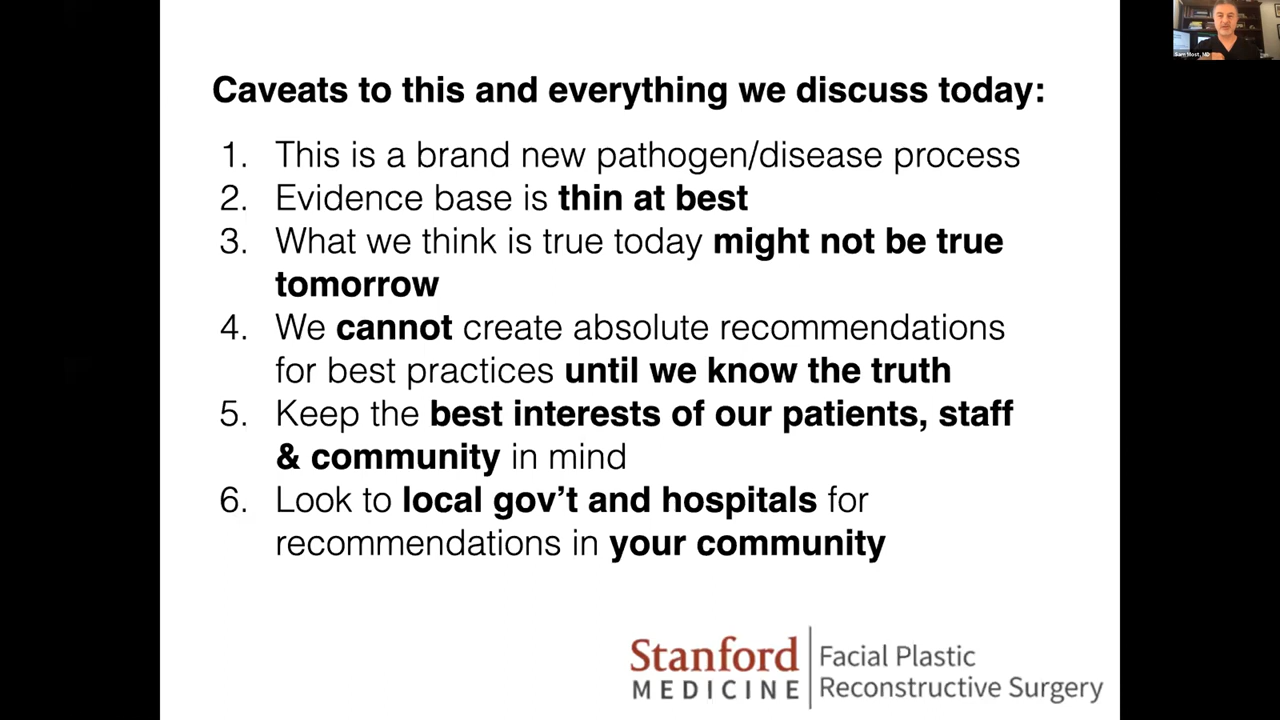 Caveats to this and everything we discuss today:
1. This is a brand new pathogen/disease process
2. Evidence base is thin at best
3. What we think is true today might not be true
tomorrow
4. We cannot create absolute recommendations
for best practices until we know the truth
5. Keep the best interests of our patients, staff
& community in mind
6. Look to local gov’t and hospitals for
recommendations in your community
Stanford
MEDICINE
Facial Plastic
Reconstructive Surgery
Sam Most, MD